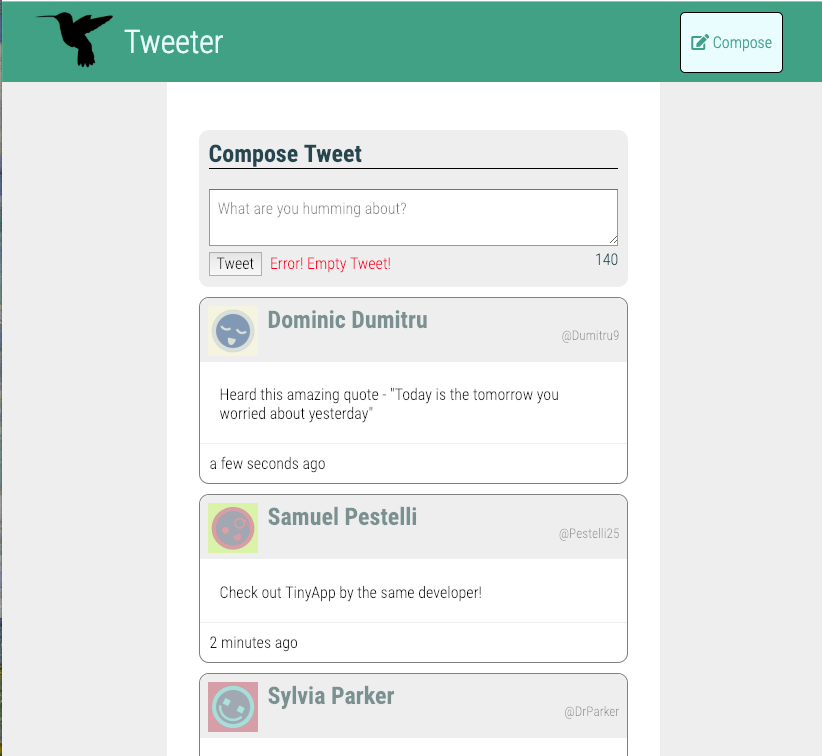 Tweeter
Compose
Compose Tweet
What are you humming about?
Tweet
Error! Empty Tweet!
140
Dominic Dumitru
@Dumitru9
Heard this amazing quote - "Today is the tomorrow you
worried about yesterday"
a few seconds ago
Samuel Pestelli
@Pestelli25
Check out TinyApp by the same developer!
2 minutes ago
Sylvia Parker
@DrParker